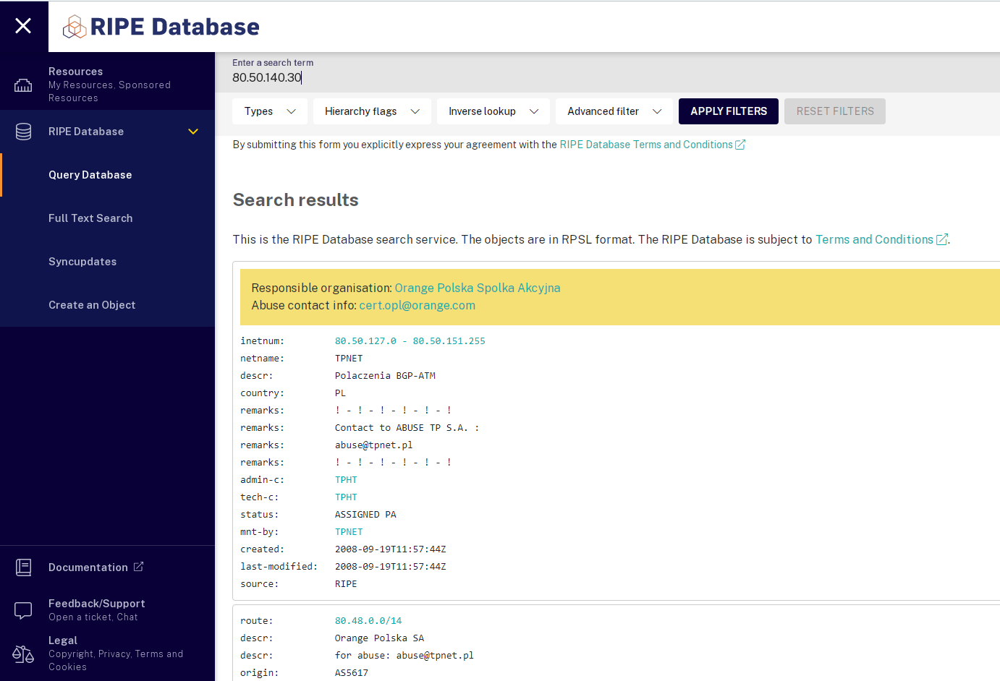 RIPE Database
Resources
My Resources, Sponsored
Resources
RIPE Database
Query Database
Full Text Search
Syncupdates
Create an Object
Documentation
Feedback/Support
Open a ticket, Chat
Legal
Copyright, Privacy, Terms and
Cookies
Enter a search term
80.50.140.30
Types Hierarchy flags Inverse lookup Advanced filter APPLY FILTERS RESET FILTERS
By submitting this form you explicitly express your agreement with the RIPE Database Terms and Conditions
Search results
This is the RIPE Database search service. The objects are in RPSL format. The RIPE Database is subject to Terms and Conditions.
Responsible organisation: Orange Polska Spolka Akcyjna
Abuse contact info: cert.opl@orange.com
inetnum: 80.50.127.0 - 80.50.151.255
netname: TPNET
descr: Polaczenia BGP-ATM
country: PL
remarks: ! - ! - ! - ! - ! - !
remarks: Contact to ABUSE TP S.A. :
remarks: abuse@tpnet.pl
remarks: ! - ! - ! - ! - ! - !
admin-c: TPHT
tech-c: TPHT
status: ASSIGNED PA
mnt-by: TPNET
created: 2008-09-19T11:57:44Z
last-modified: 2008-09-19T11:57:44Z
source: RIPE
route: 80.48.0.0/14
descr: Orange Polska SA
descr: for abuse: abuse@tpnet.pl
origin: AS5617